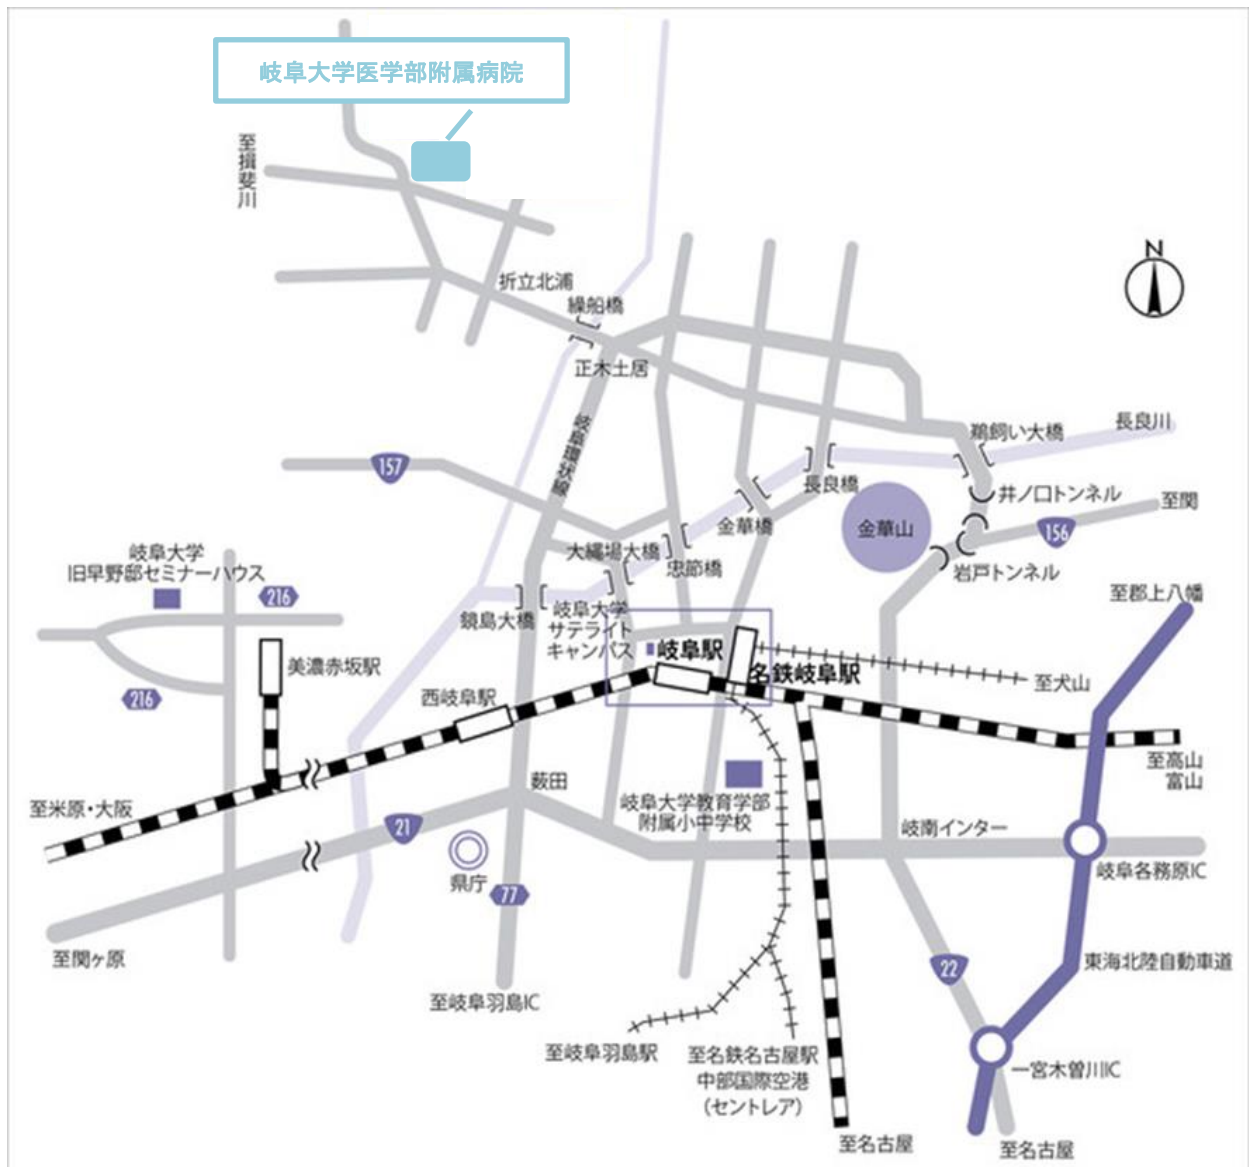 岐阜大学医学部附属病院
至揖斐川
N
折立北浦
繰船橋
正木土居
岐阜環状線
鵜飼い大橋
長良川
157
長良橋
井ノ口トンネル
至関
金華橋
金華山
156
岐阜大学
旧早野邸セミナーハウス
大縄場大橋
忠節橋
岩戸トンネル
216
鏡島大橋
岐阜大学
サテライト
キャンパス
至郡上八幡
岐阜駅
名鉄岐阜駅
美濃赤坂駅
216
西岐阜駅
至犬山
至高山
富山
至米原・大阪
薮田
岐阜大学教育学部
附属小中学校
21
岐南インター
県庁
77
岐阜各務原IC
至関ヶ原
22
東海北陸自動車道
至岐阜羽島IC
至岐阜羽島駅
至名鉄名古屋駅
中部国際空港
（セントレア）
一宮木曽川IC
至名古屋
至名古屋